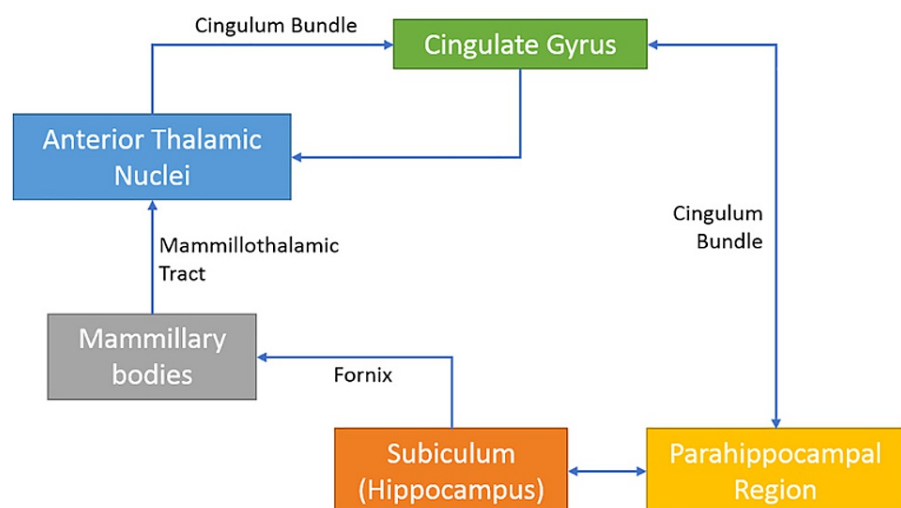 Cingulum Bundle
Cingulate Gyrus
Anterior Thalamic
Nuclei
Cingulum
Bundle
Mammillothalamic
Tract
Mammillary
bodies
Fornix
Subiculum
(Hippocampus)
Parahippocampal
Region